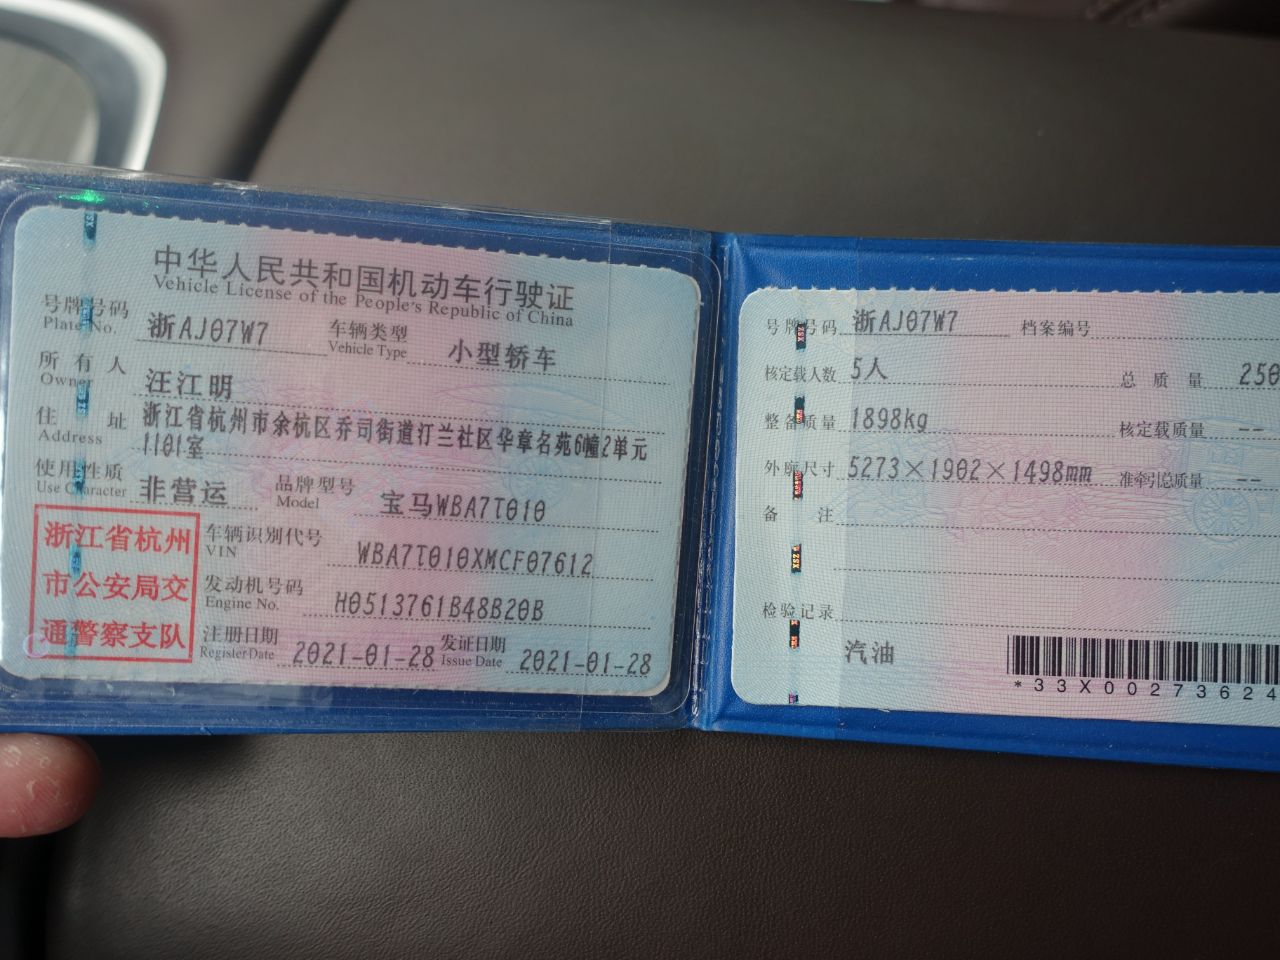 中华人民共和国机动车行驶证
Vehicle License of the People's Republic of China
号牌号码 浙AJ07W7 车辆类型 小型轿车
Plate No. Vehicle Type
所有人 汪江明
Owner
住址 浙江省杭州市余杭区乔司街道汀兰社区华章名苑6幢2单元
Address 1101室
使用性质 非营运 品牌型号 宝马WBA7T010
Use Character Model
浙江省杭州
市公安局交
通警察支队
车辆识别代号 WBA7T010XMCF07612
VIN
发动机号码 H0513761B48B20B
Engine No.
注册日期 2021-01-28 发证日期 2021-01-28
Register Date Issue Date
号牌号码 浙AJ07W7 档案编号
核定载人数 5人 总质量 250
整备质量 1898kg 核定载质量 --
外廓尺寸 5273×1902×1498mm 准牵引总质量 --
备注
检验记录
汽油
*33X00273624